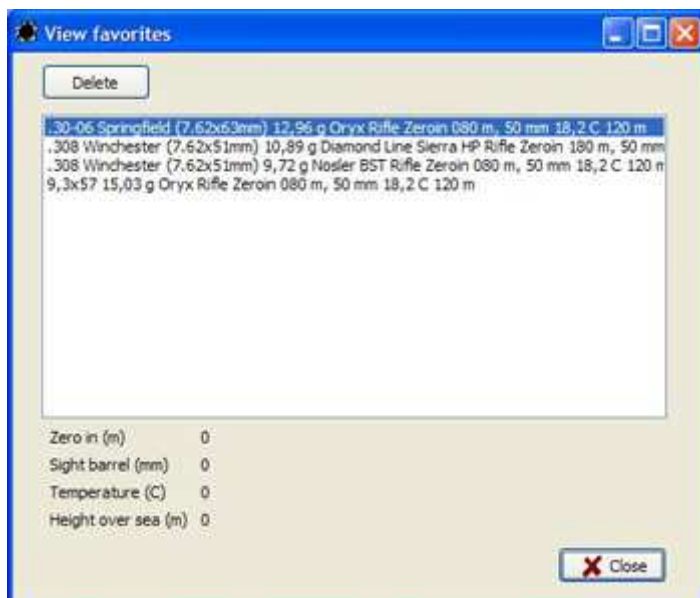 View favorites
Delete
.30-06 Springfield (7.62x63mm) 12,96 g Oryx Rifle Zeroin 080 m, 50 mm 18,2 C 120 m
.308 Winchester (7.62x51mm) 10,89 g Diamond Line Sierra HP Rifle Zeroin 180 m, 50 mm
.308 Winchester (7.62x51mm) 9,72 g Nosler BST Rifle Zeroin 080 m, 50 mm 18,2 C 120 m
9,3x57 15,03 g Oryx Rifle Zeroin 080 m, 50 mm 18,2 C 120 m
Zero in (m) 0
Sight barrel (mm) 0
Temperature (C) 0
Height over sea (m) 0
Close